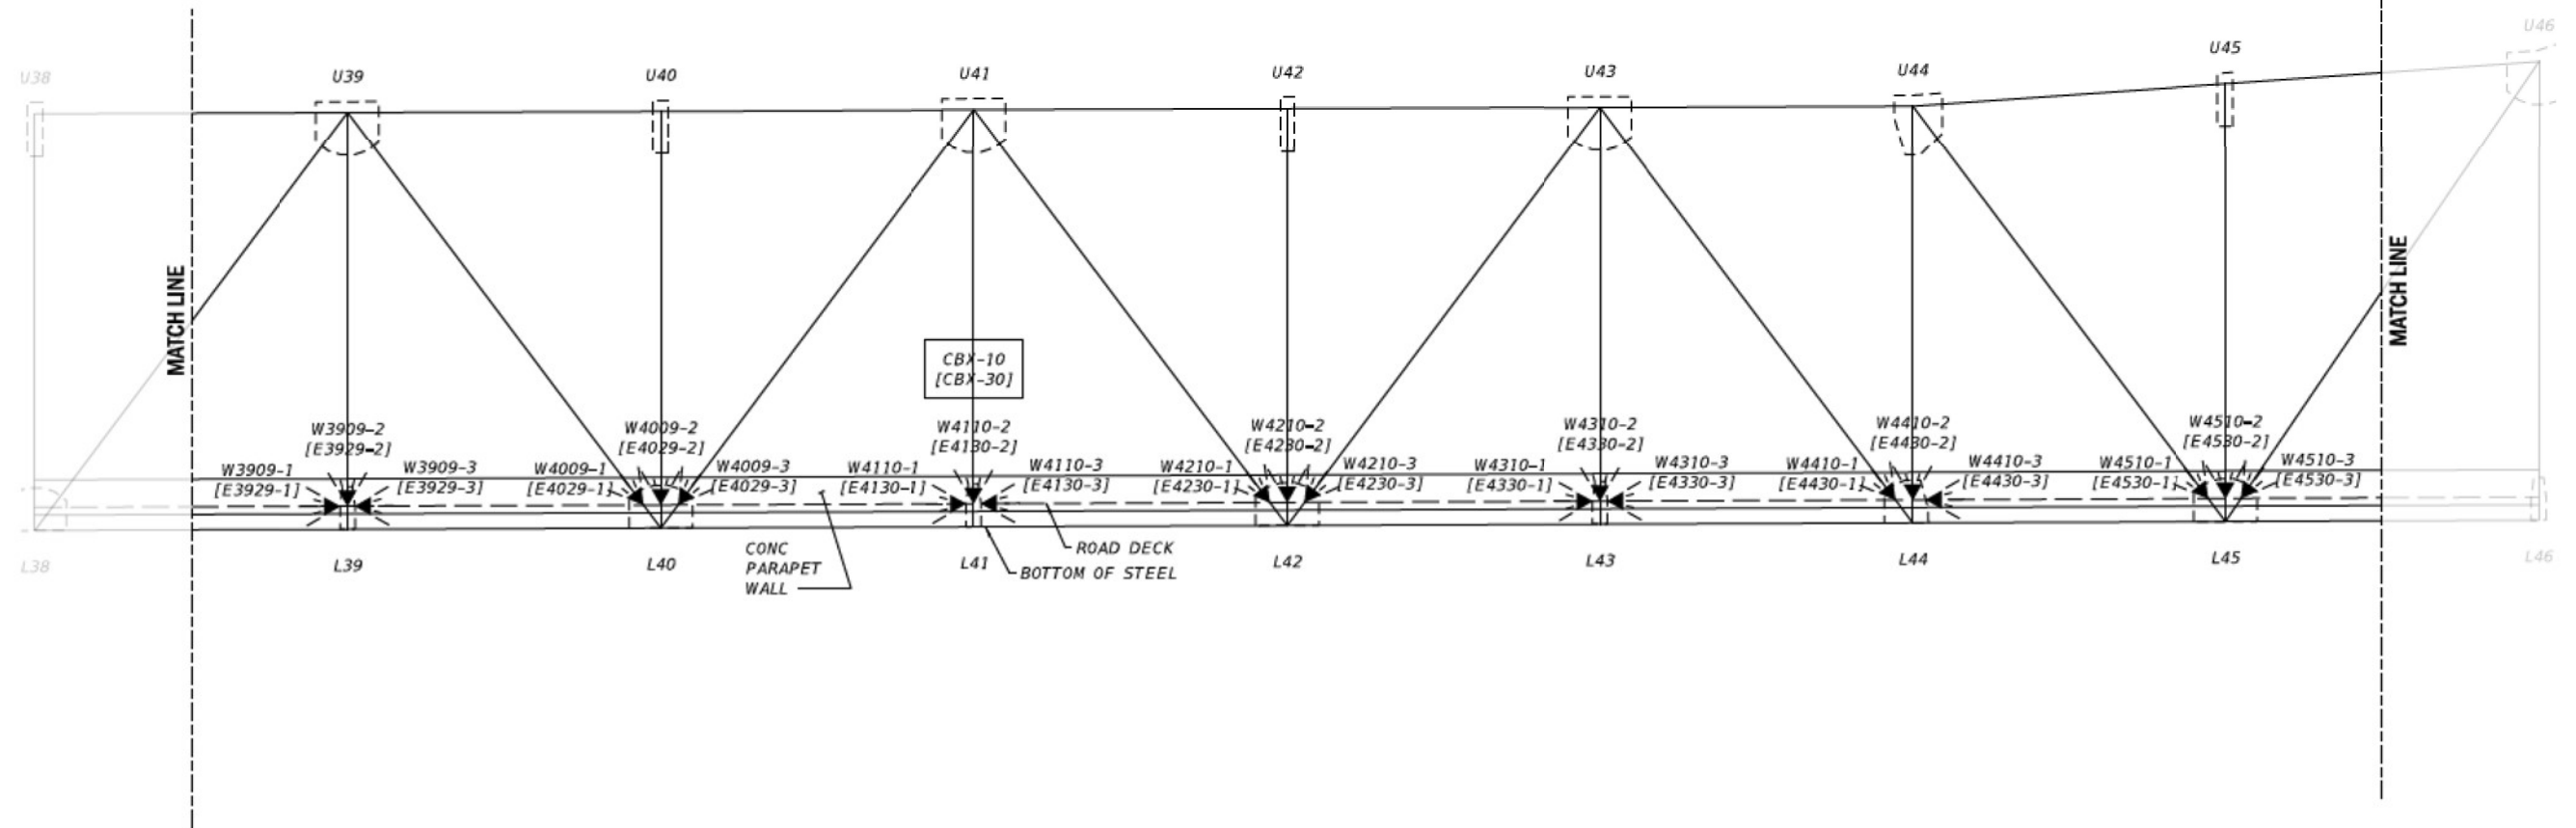 U38
U39
U40
U41
U42
U43
U44
U45
U46
MATCH LINE
MATCH LINE
CBX-10
[CBX-30]
W3909-1
[E3929-1]
W3909-2
[E3929-2]
W3909-3
[E3929-3]
W4009-1
[E4029-1]
W4009-2
[E4029-2]
W4009-3
[E4029-3]
W4110-1
[E4130-1]
W4110-2
[E4130-2]
W4110-3
[E4130-3]
W4210-1
[E4230-1]
W4210-2
[E4230-2]
W4210-3
[E4230-3]
W4310-1
[E4330-1]
W4310-2
[E4330-2]
W4310-3
[E4330-3]
W4410-1
[E4430-1]
W4410-2
[E4430-2]
W4410-3
[E4430-3]
W4510-1
[E4530-1]
W4510-2
[E4530-2]
W4510-3
[E4530-3]
CONC
PARAPET
WALL
ROAD DECK
BOTTOM OF STEEL
L38
L39
L40
L41
L42
L43
L44
L45
L46